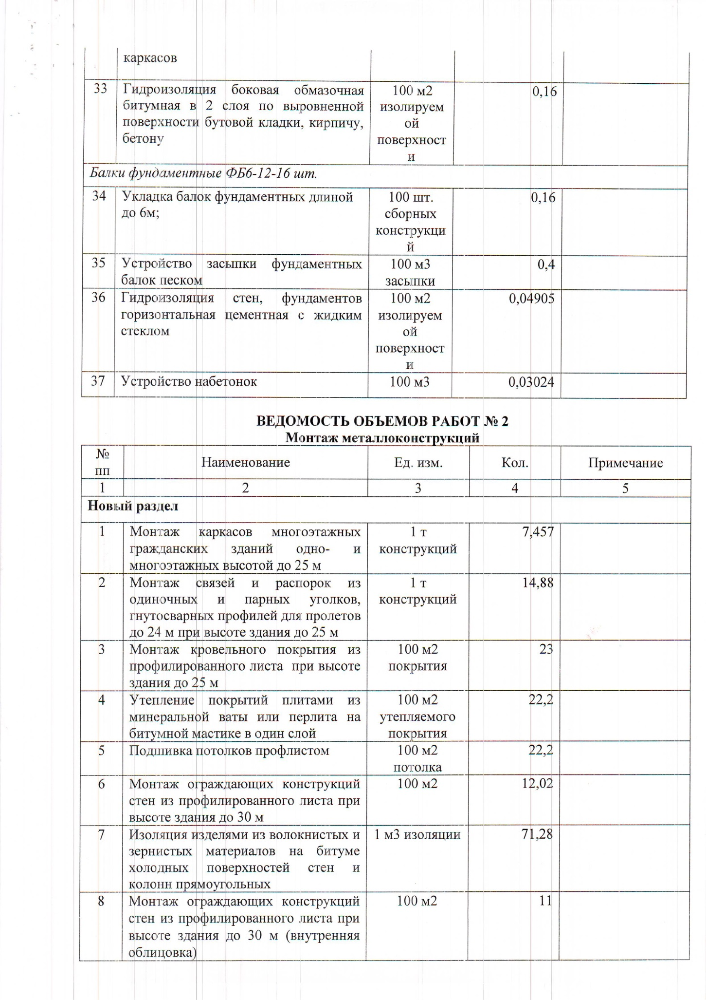 каркасов
33 Гидроизоляция боковая обмазочная 100 м2 0,16
битумная в 2 слоя по выровненной изолируем
поверхности бутовой кладки, кирпичу, ой
бетону поверхност
и
Балки фундаментные ФБ6-12-16 шт.
34 Укладка балок фундаментных длиной 100 шт. 0,16
до 6м; сборных
конструкци
й
35 Устройство засыпки фундаментных 100 м3 0,4
балок песком засыпки
36 Гидроизоляция стен, фундаментов 100 м2 0,04905
горизонтальная цементная с жидким изолируем
стеклом ой
поверхност
и
37 Устройство набетонок 100 м3 0,03024
ВЕДОМОСТЬ ОБЪЕМОВ РАБОТ № 2
Монтаж металлоконструкций
№ Наименование Ед. изм. Кол. Примечание
пп
1 2 3 4 5
Новый раздел
1 Монтаж каркасов многоэтажных 1 т 7,457
гражданских зданий одно- и конструкций
многоэтажных высотой до 25 м
2 Монтаж связей и распорок из 1 т 14,88
одиночных и парных уголков, конструкций
гнутосварных профилей для пролетов
до 24 м при высоте здания до 25 м
3 Монтаж кровельного покрытия из 100 м2 23
профилированного листа при высоте покрытия
здания до 25 м
4 Утепление покрытий плитами из 100 м2 22,2
минеральной ваты или перлита на утепляемого
битумной мастике в один слой покрытия
5 Подшивка потолков профлистом 100 м2 22,2
потолка
6 Монтаж ограждающих конструкций 100 м2 12,02
стен из профилированного листа при
высоте здания до 30 м
7 Изоляция изделями из волокнистых и 1 м3 изоляции 71,28
зернистых материалов на битуме
холодных поверхностей стен и
колонн прямоугольных
8 Монтаж ограждающих конструкций 100 м2 11
стен из профилированного листа при
высоте здания до 30 м (внутренняя
облицовка)